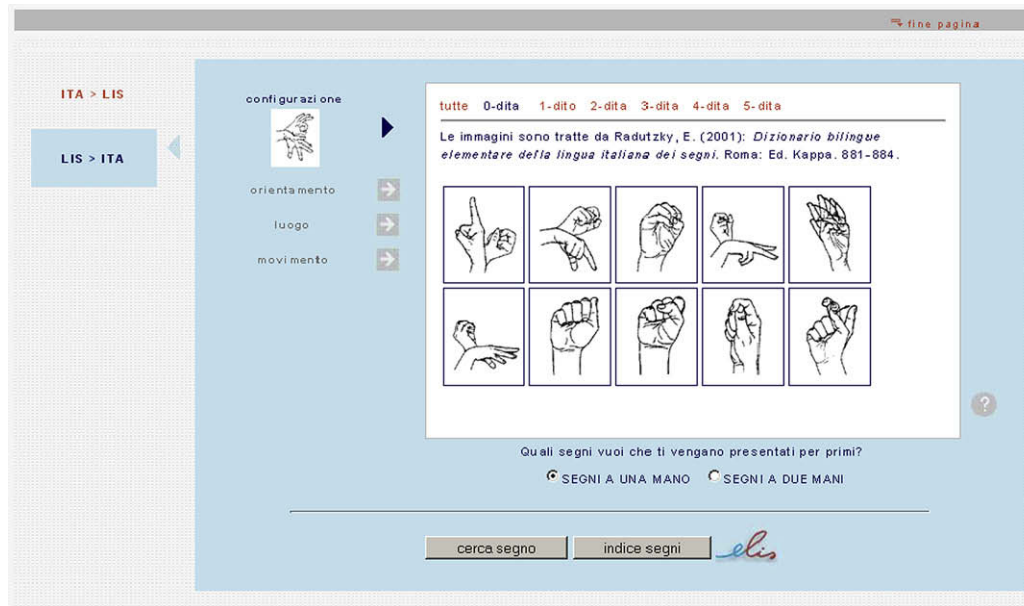 fine pagina
ITA > LIS
LIS > ITA
configurazione
orientamento
luogo
movimento
tutte 0-dita 1-dito 2-dita 3-dita 4-dita 5-dita
Le immagini sono tratte da Radutzky, E. (2001): Dizionario bilingue
elementare della lingua italiana dei segni. Roma: Ed. Kappa. 881-884.
?
Quali segni vuoi che ti vengano presentati per primi?
SEGNI A UNA MANO SEGNI A DUE MANI
cerca segno indice segni elis